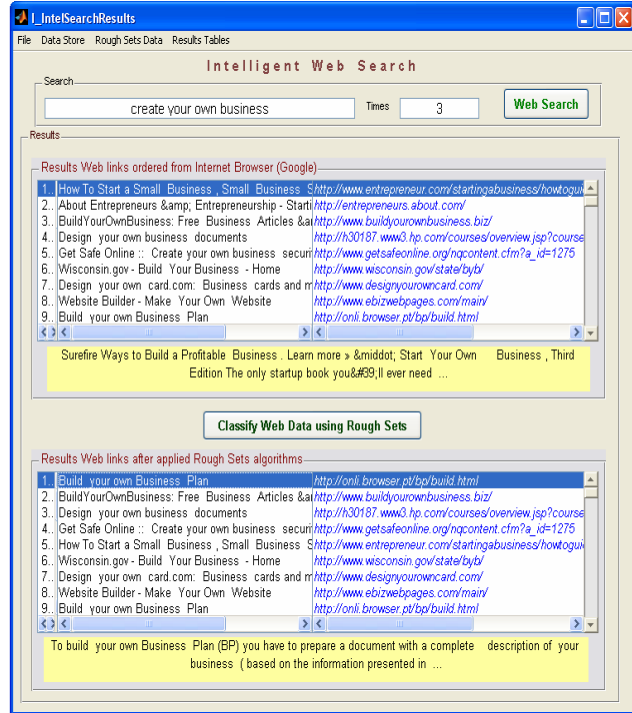 I_IntelSearchResults
File Data Store Rough Sets Data Results Tables
Intelligent Web Search
Search
create your own business Times 3 Web Search
Results
Results Web links ordered from Internet Browser (Google)
1.. How To Start a Small Business , Small Business S http://www.entrepreneur.com/startingabusiness/howtogui
2.. About Entrepreneurs &amp; Entrepreneurship - Starti http://entrepreneurs.about.com/
3.. BuildYourOwnBusiness: Free Business Articles &a http://www.buildyourownbusiness.biz/
4.. Design your own business documents http://h30187.www3.hp.com/courses/overview.jsp?course
5.. Get Safe Online :: Create your own business securi http://www.getsafeonline.org/nqcontent.cfm?a_id=1275
6.. Wisconsin.gov - Build Your Business - Home http://www.wisconsin.gov/state/byb/
7.. Design your own card.com: Business cards and m http://www.designyourowncard.com/
8.. Website Builder - Make Your Own Website http://www.ebizwebpages.com/main/
9.. Build your own Business Plan http://onli.browser.pt/bp/build.html
Surefire Ways to Build a Profitable Business . Learn more » &middot; Start Your Own Business , Third
Edition The only startup book you&#39;ll ever need ...
Classify Web Data using Rough Sets
Results Web links after applied Rough Sets algorithms
1.. Build your own Business Plan http://onli.browser.pt/bp/build.html
2.. BuildYourOwnBusiness: Free Business Articles &a http://www.buildyourownbusiness.biz/
3.. Design your own business documents http://h30187.www3.hp.com/courses/overview.jsp?course
4.. Get Safe Online :: Create your own business securi http://www.getsafeonline.org/nqcontent.cfm?a_id=1275
5.. How To Start a Small Business , Small Business S http://www.entrepreneur.com/startingabusiness/howtogui
6.. Wisconsin.gov - Build Your Business - Home http://www.wisconsin.gov/state/byb/
7.. Design your own card.com: Business cards and m http://www.designyourowncard.com/
8.. Website Builder - Make Your Own Website http://www.ebizwebpages.com/main/
9.. Build your own Business Plan http://onli.browser.pt/bp/build.html
To build your own Business Plan (BP) you have to prepare a document with a complete description of your
business ( based on the information presented in ...